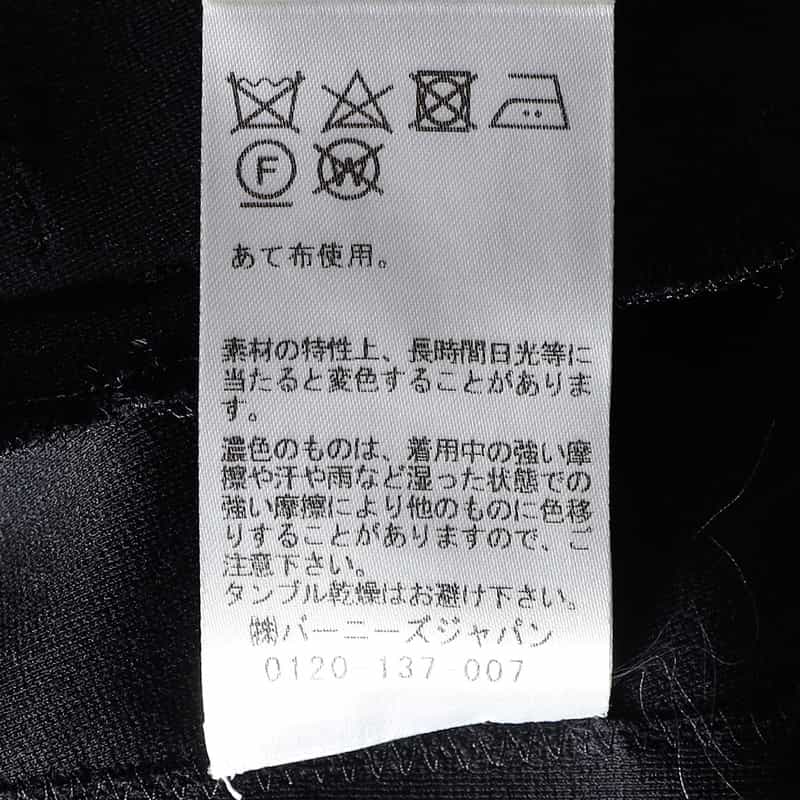 F W
あて布使用。
素材の特性上、長時間日光等に
当たると変色することがありま
す。
濃色のものは、着用中の強い摩
擦や汗や雨など湿った状態での
強い摩擦により他のものに色移
りすることがありますので、ご
注意下さい。
タンブル乾燥はお避け下さい。
㈱バーニーズジャパン
0120-137-007